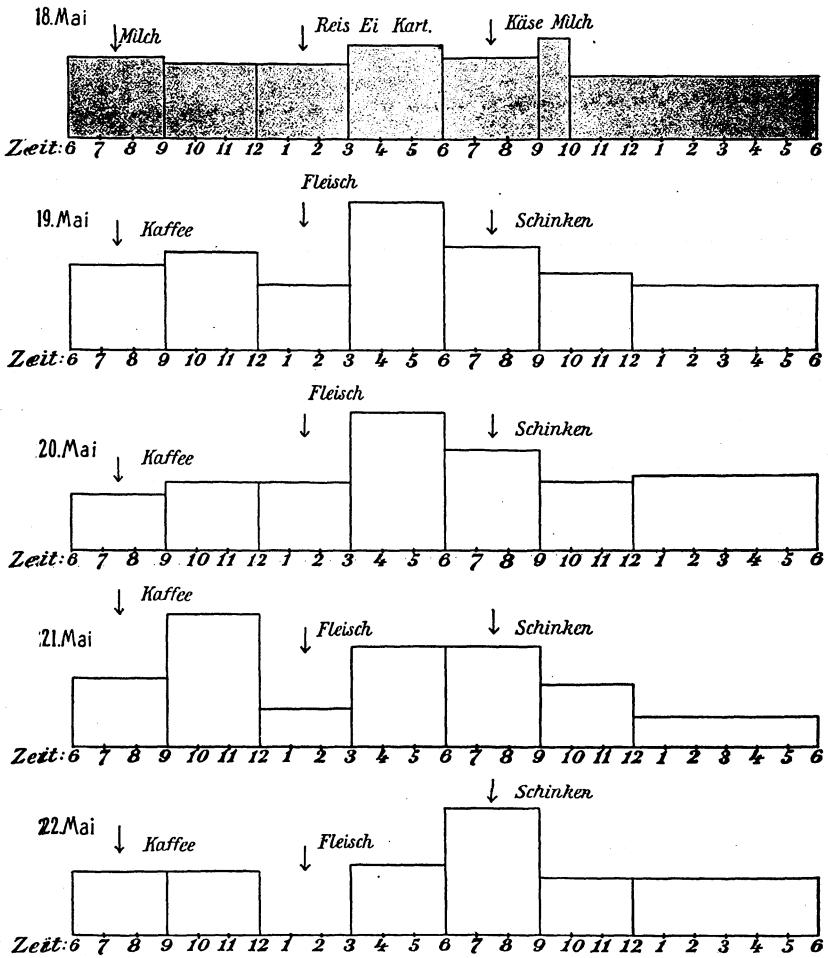 18.Mai
Milch
Reis Ei Kart.
Käse Milch
Zeit: 6 7 8 9 10 11 12 1 2 3 4 5 6 7 8 9 10 11 12 1 2 3 4 5 6
Fleisch
19.Mai
Kaffee
Schinken
Zeit: 6 7 8 9 10 11 12 1 2 3 4 5 6 7 8 9 10 11 12 1 2 3 4 5 6
Fleisch
20.Mai
Kaffee
Schinken
Zeit: 6 7 8 9 10 11 12 1 2 3 4 5 6 7 8 9 10 11 12 1 2 3 4 5 6
Kaffee
21.Mai
Fleisch
Schinken
Zeit: 6 7 8 9 10 11 12 1 2 3 4 5 6 7 8 9 10 11 12 1 2 3 4 5 6
Schinken
22.Mai
Kaffee
Fleisch
Zeit: 6 7 8 9 10 11 12 1 2 3 4 5 6 7 8 9 10 11 12 1 2 3 4 5 6